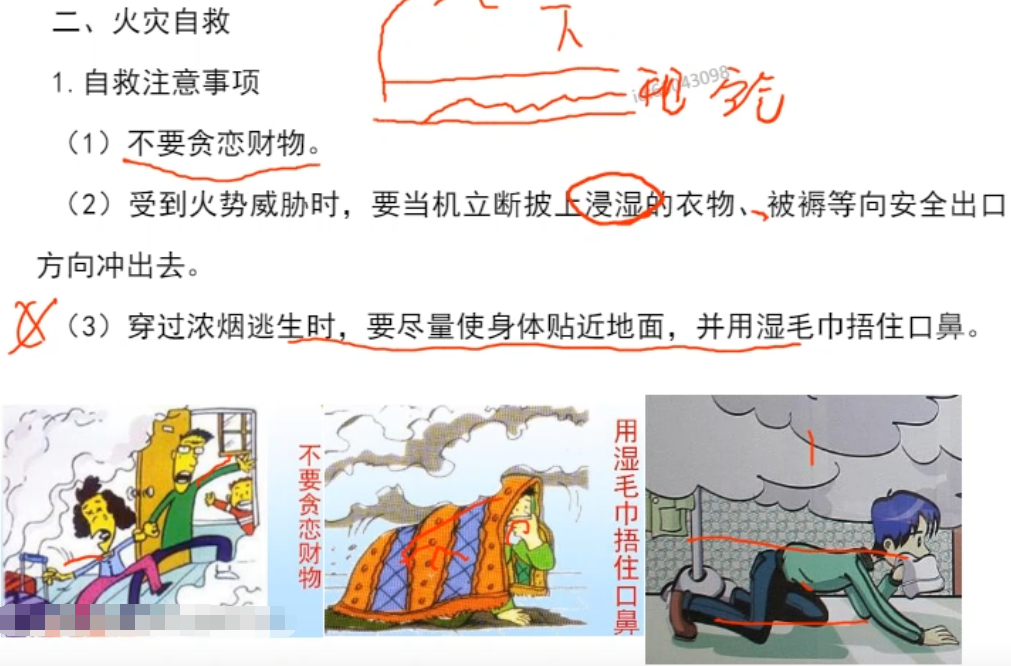 二、火灾自救
下
1.自救注意事项
（1）不要贪恋财物。
（2）受到火势威胁时，要当机立断披上浸湿的衣物、被褥等向安全出口
方向冲出去。
（3）穿过浓烟逃生时，要尽量使身体贴近地面，并用湿毛巾捂住口鼻。
不要贪恋财物
用湿毛巾捂住口鼻